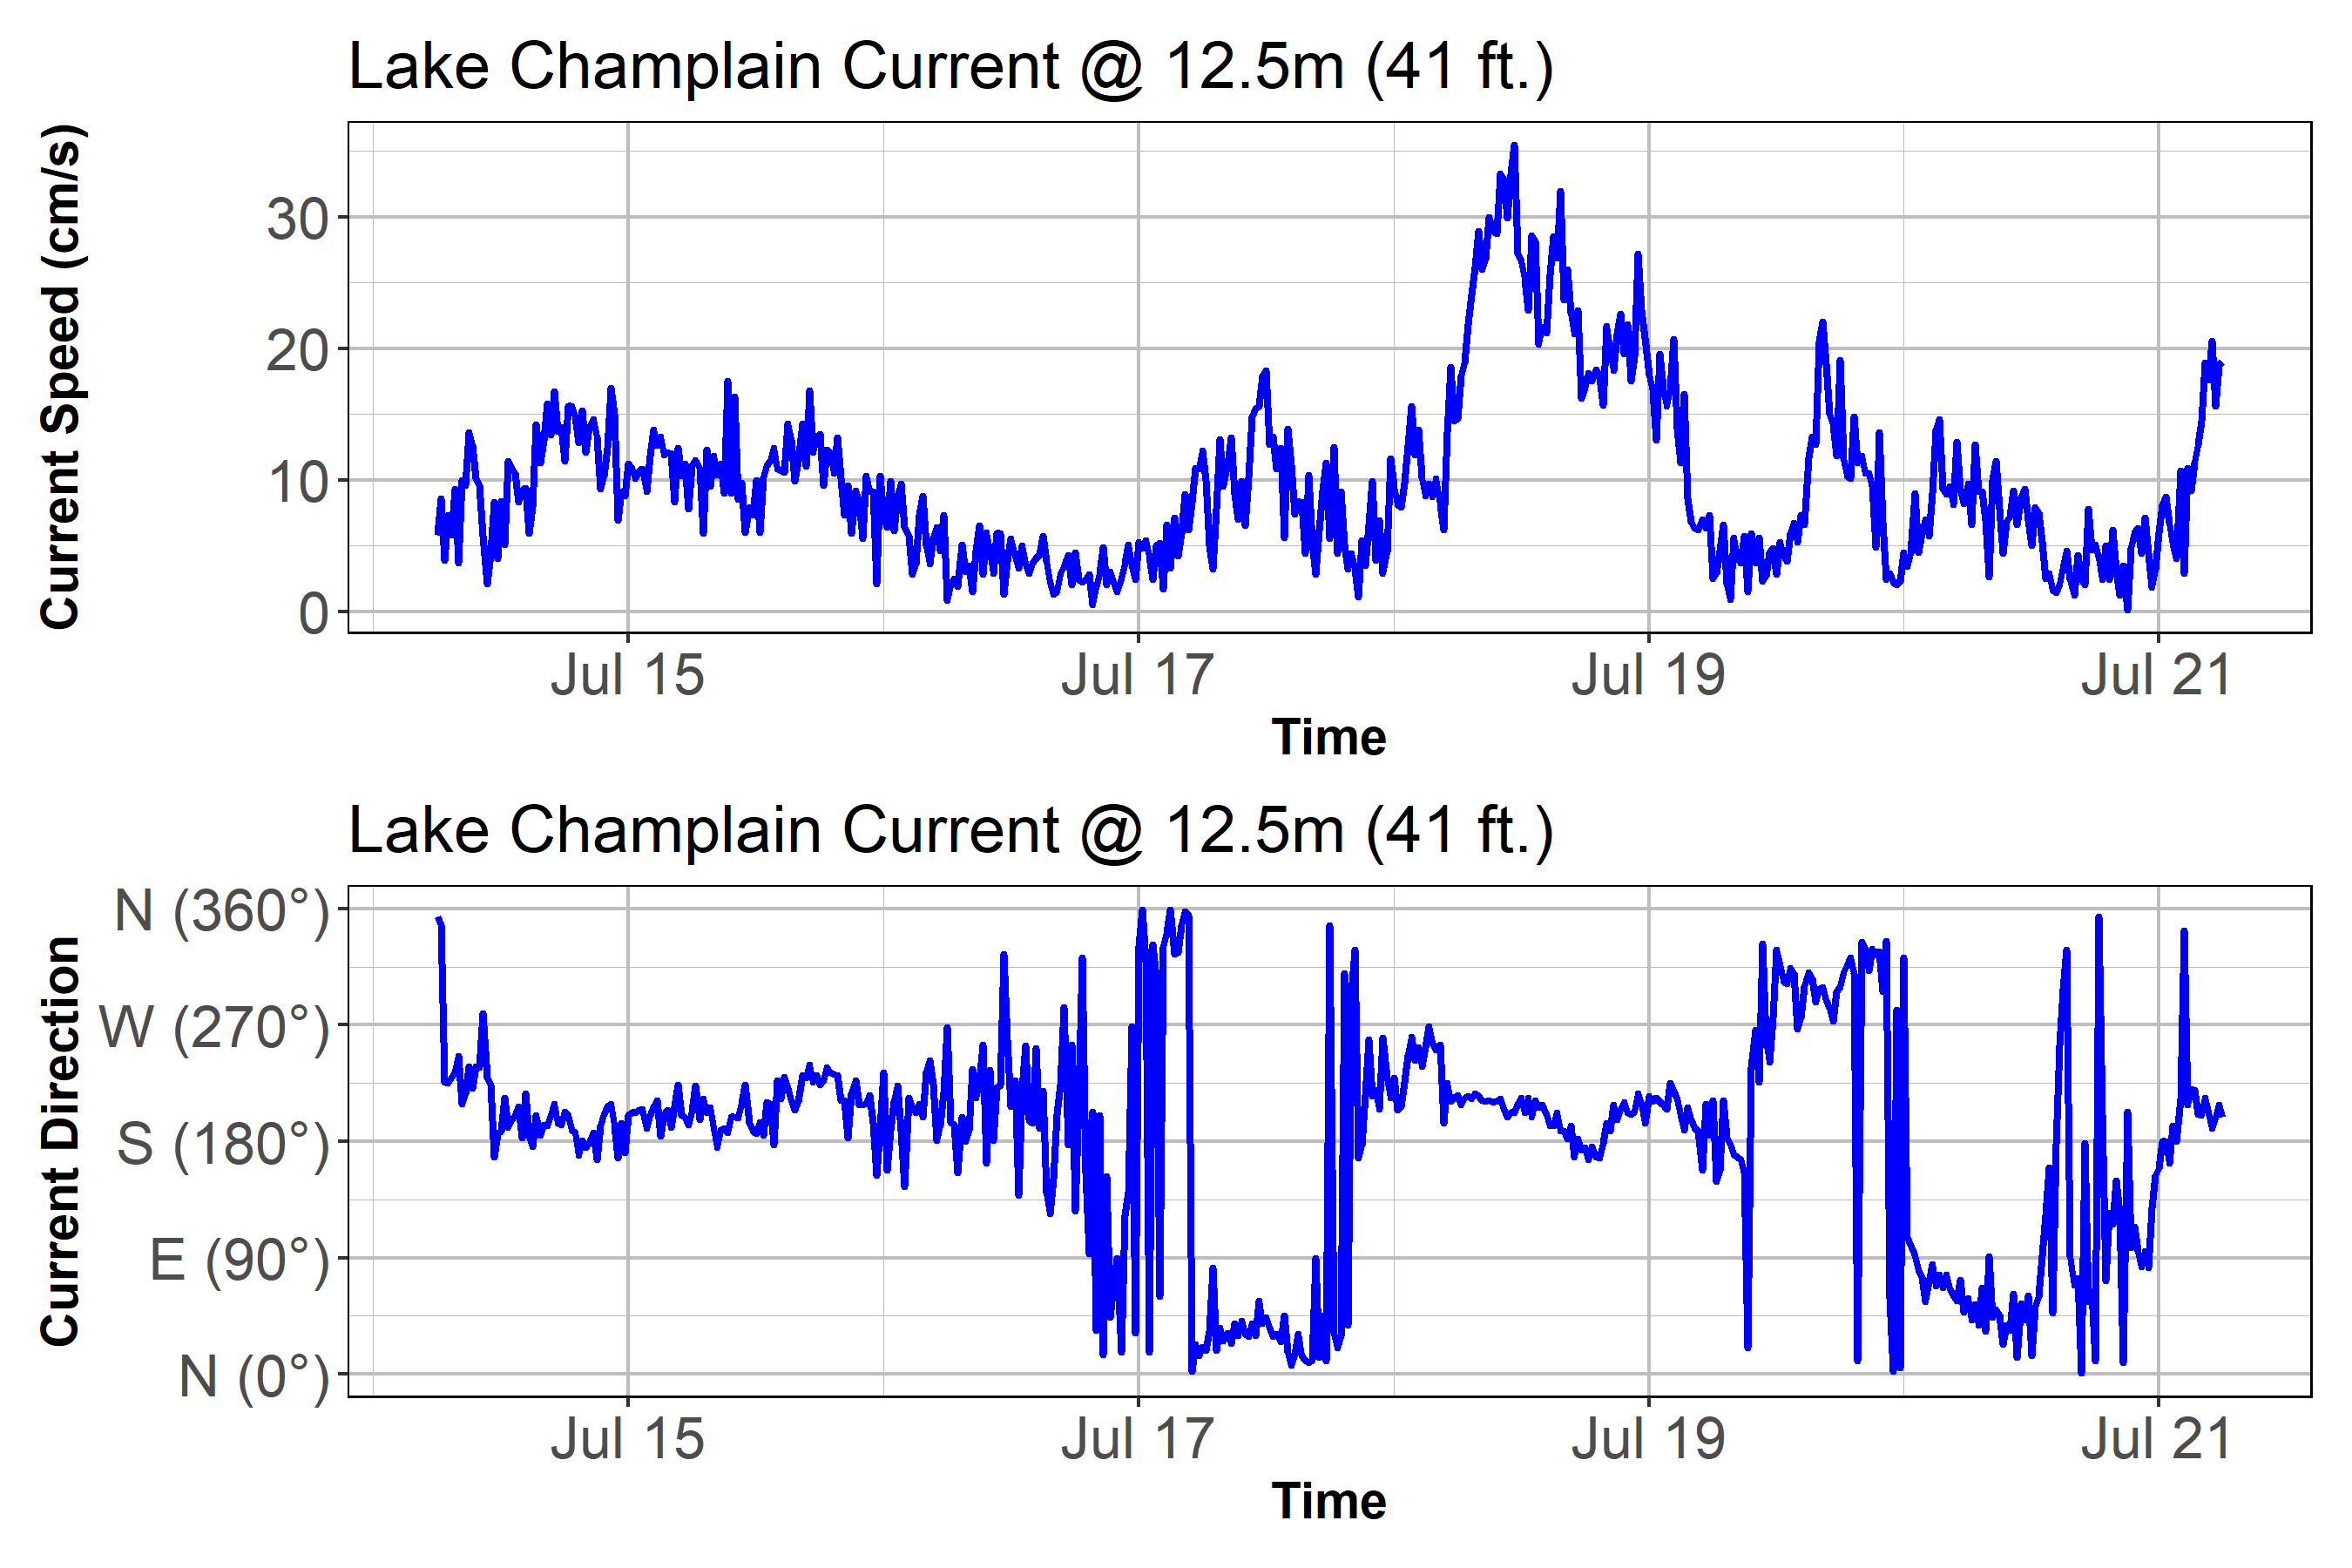 Lake Champlain Current @ 12.5m (41 ft.)
Current Speed (cm/s)
30
20
10
0
Jul 15 Jul 17 Jul 19 Jul 21
Time
Lake Champlain Current @ 12.5m (41 ft.)
Current Direction
N (360°)
W (270°)
S (180°)
E (90°)
N (0°)
Jul 15 Jul 17 Jul 19 Jul 21
Time